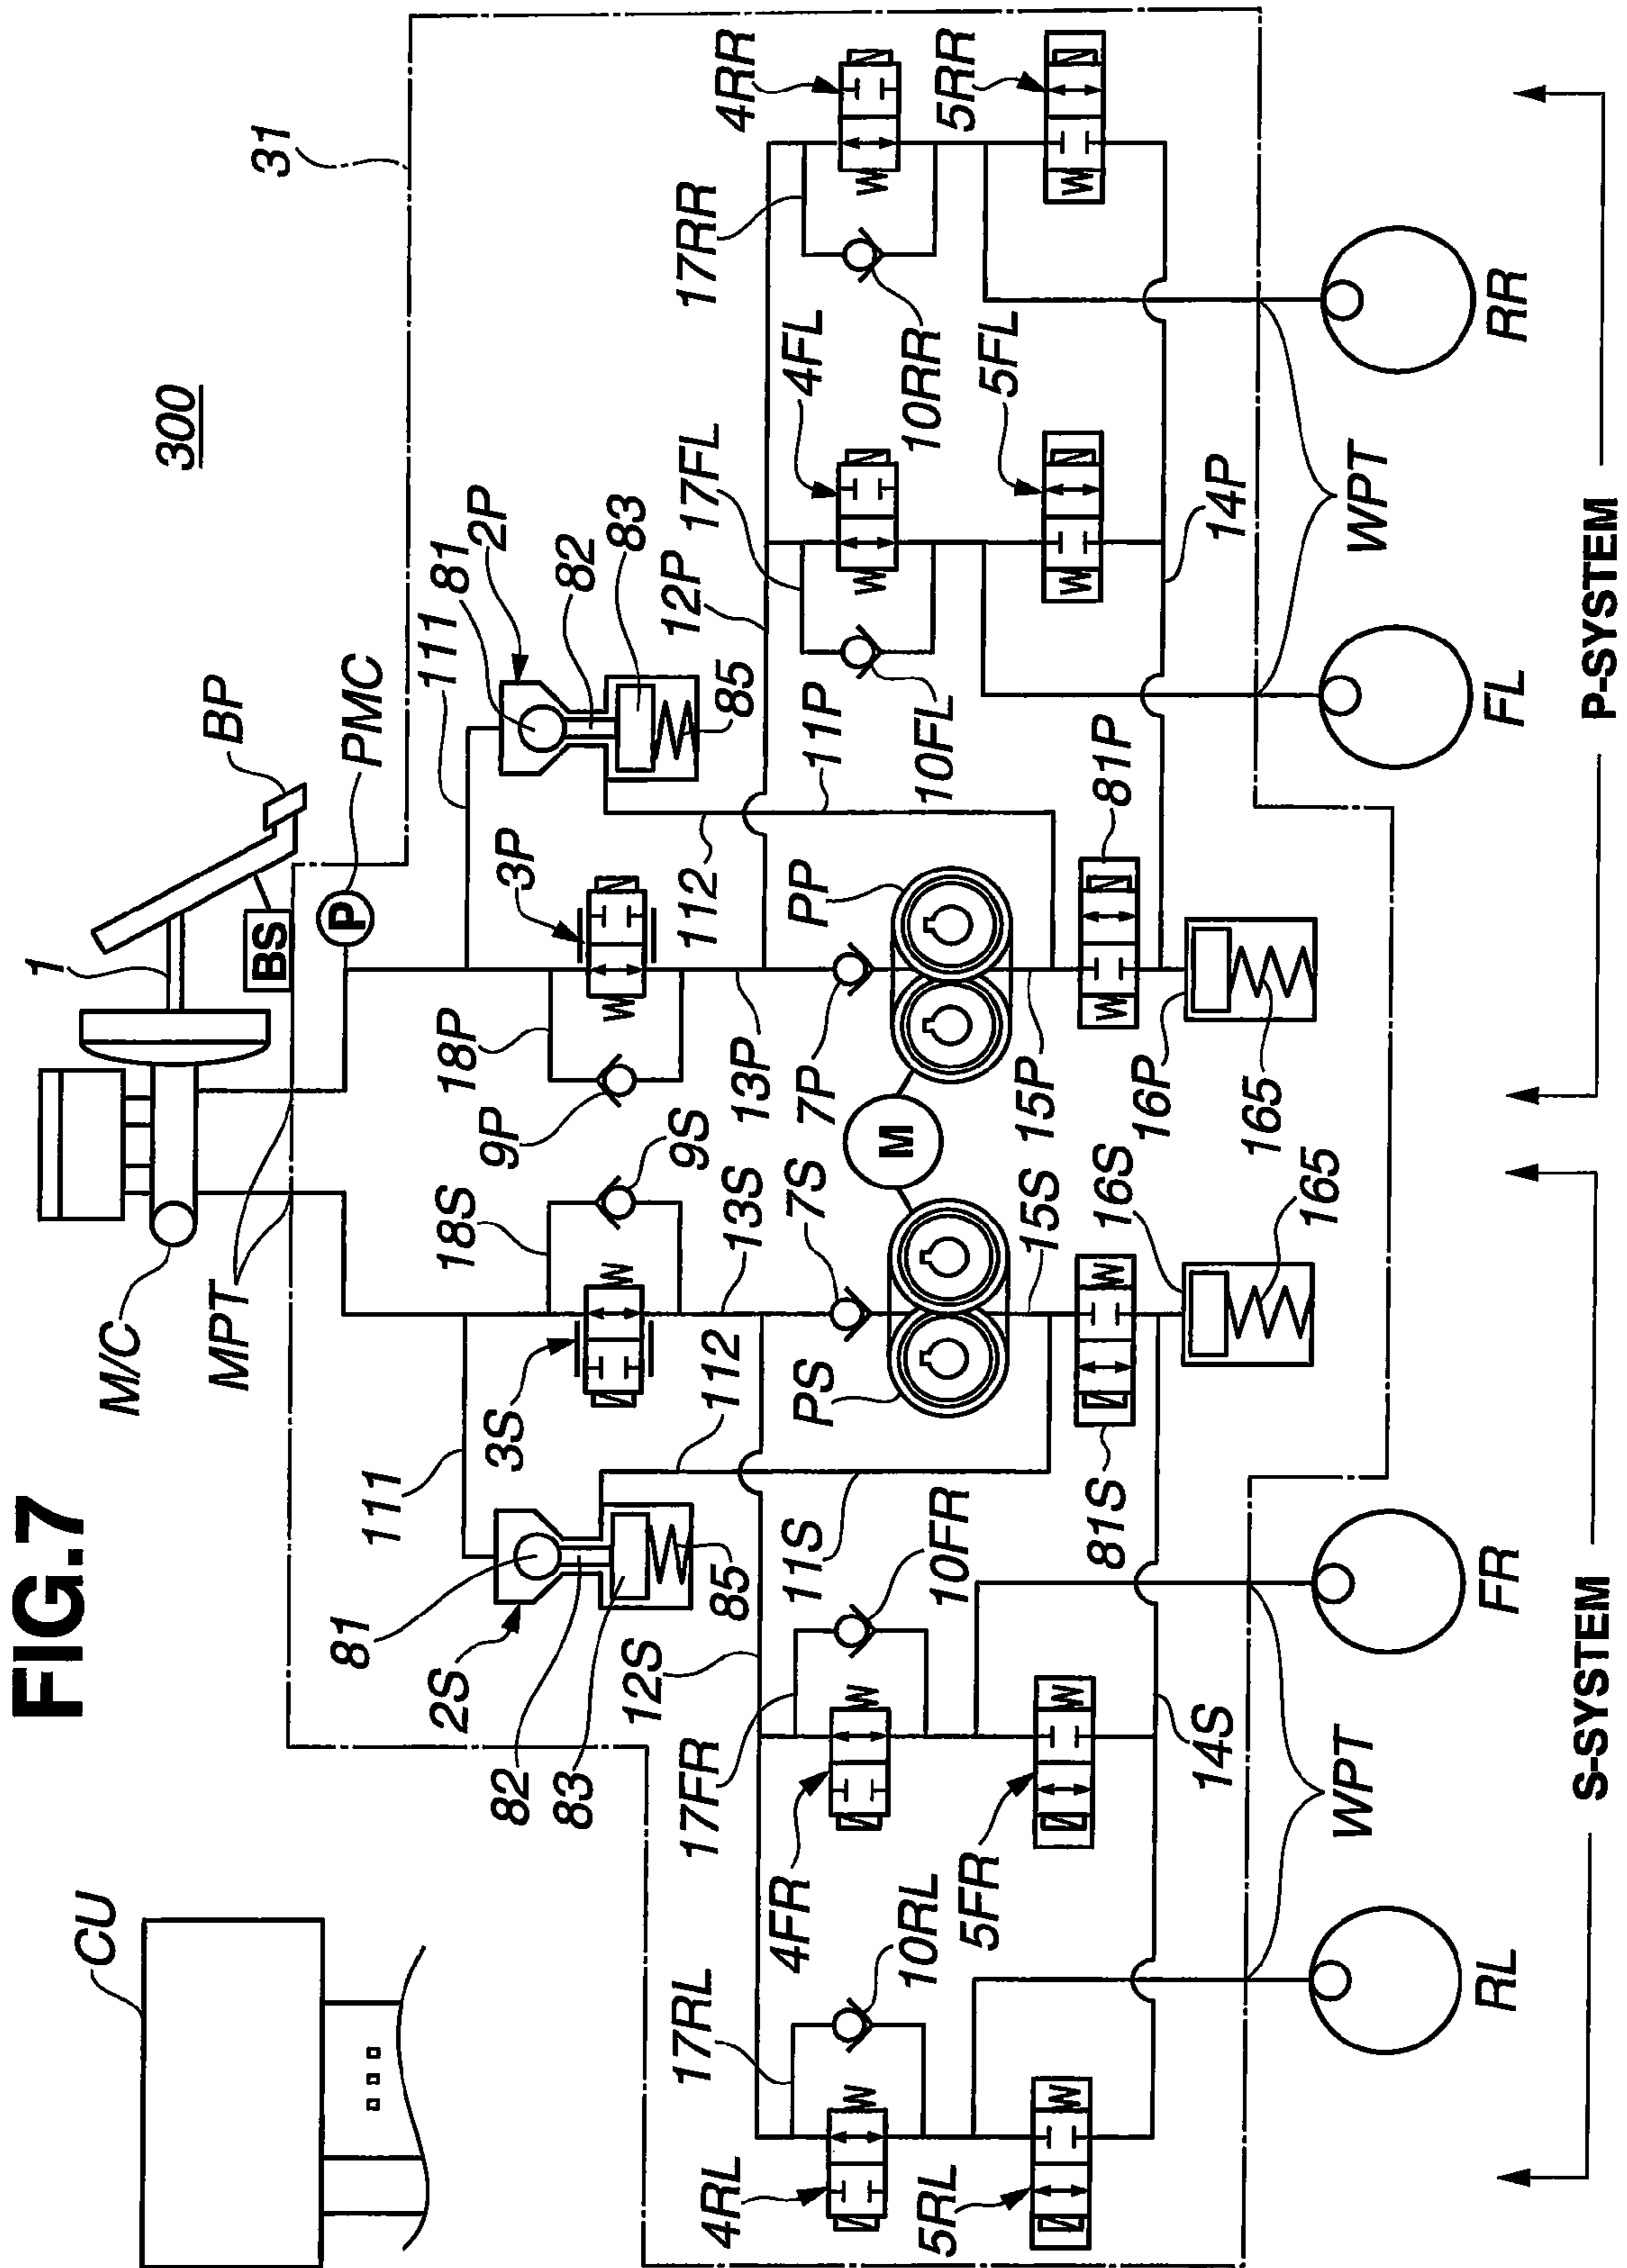 FIG.7
300
31
CU
M/C
MPT
1
BS
BP
P
PMC
111
81
2S
82
83
85
3S
18S
9S
9P
18P
3P
111
81
2P
82
83
85
12S
112
13S
13P
112
12P
11S
11P
7S
7P
PS
M
PP
17RL
4RL
10RL
17FR
4FR
10FR
17FL
4FL
10FL
17RR
4RR
10RR
5RL
5FR
5FL
5RR
15S
15P
81S
81P
16S
16P
165
165
14S
14P
WPT
WPT
RL
FR
FL
RR
S-SYSTEM
P-SYSTEM